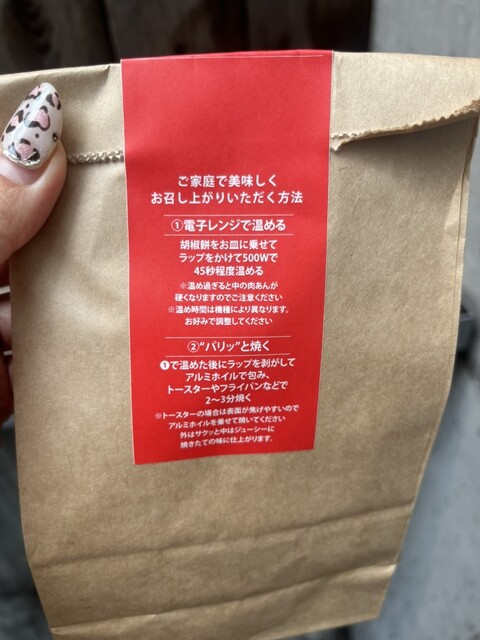 ご家庭で美味しく
お召し上がりいただく方法
①電子レンジで温める
胡椒餅をお皿に乗せて
ラップをかけて500Wで
45秒程度温める
※温め過ぎると中の肉あんが
硬くなりますのでご注意ください
※温め時間は機種により異なります。
お好みで調整してください
②“パリッ”と焼く
❶で温めた後にラップを剥がして
アルミホイルで包み、
トースターやフライパンなどで
2〜3分焼く
※トースターの場合は表面が焦げやすいので
アルミホイルを乗せて焼いてください
外はサクッと中はジューシーに
焼きたての味に仕上がります。